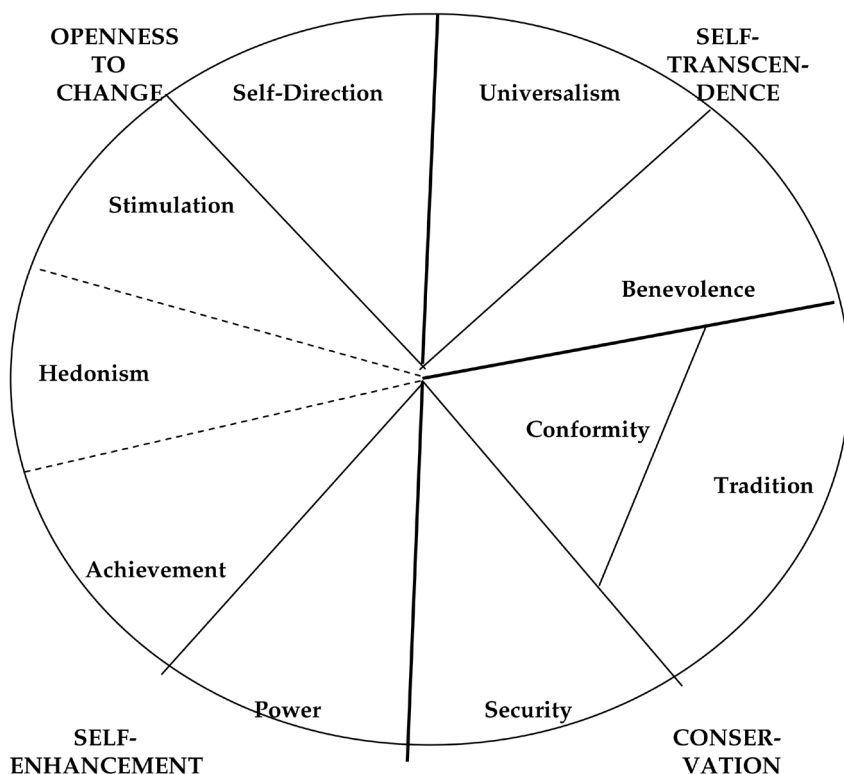 OPENNESS
TO
CHANGE
SELF-
TRANSCEN-
DENCE
Self-Direction
Universalism
Stimulation
Benevolence
Hedonism
Conformity
Tradition
Achievement
Power
Security
SELF-
ENHANCEMENT
CONSER-
VATION